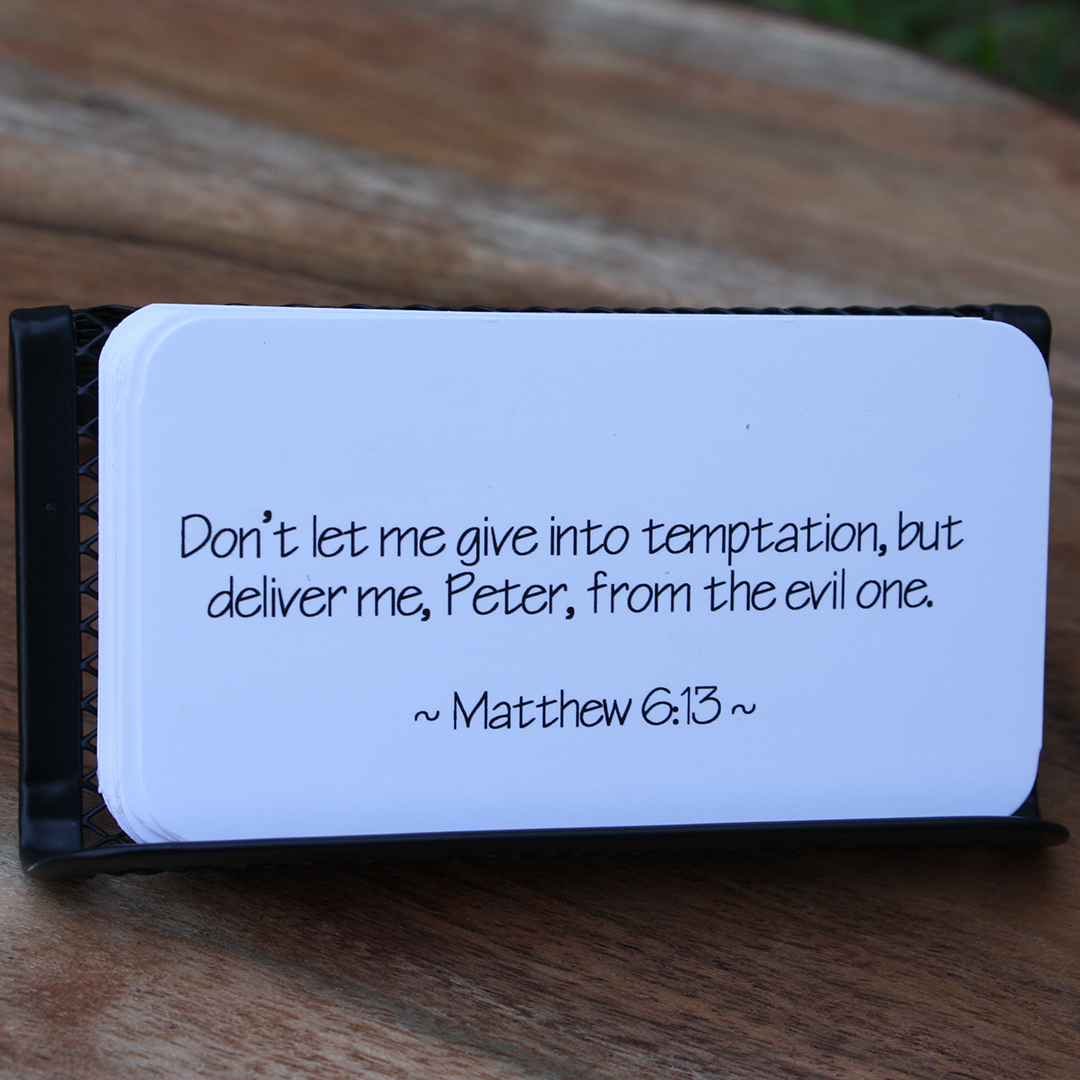 Don't let me give into temptation, but
deliver me, Peter, from the evil one.
~ Matthew 6:13 ~